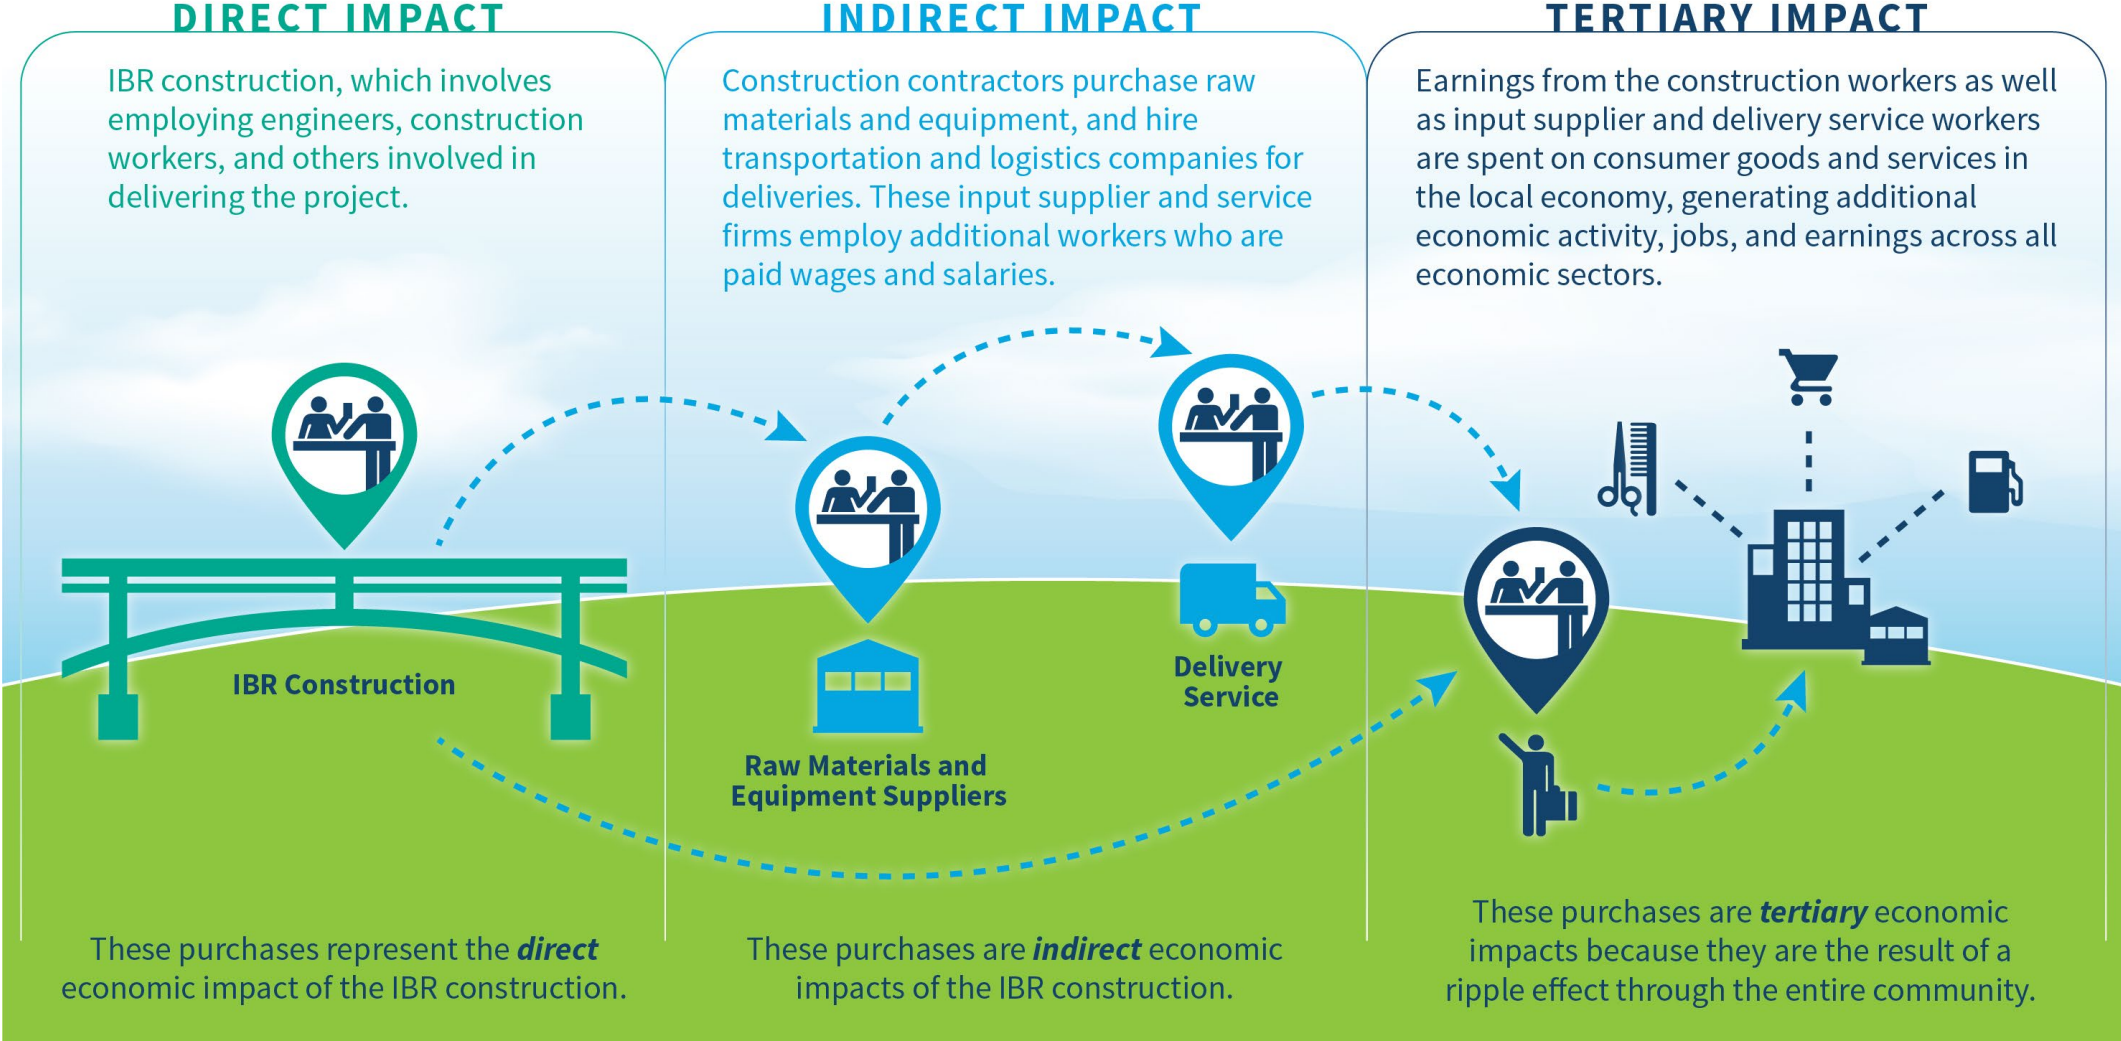 DIRECT IMPACT
IBR construction, which involves
employing engineers, construction
workers, and others involved in
delivering the project.
IBR Construction
These purchases represent the direct
economic impact of the IBR construction.
INDIRECT IMPACT
Construction contractors purchase raw
materials and equipment, and hire
transportation and logistics companies for
deliveries. These input supplier and service
firms employ additional workers who are
paid wages and salaries.
Raw Materials and
Equipment Suppliers
Delivery
Service
These purchases are indirect economic
impacts of the IBR construction.
TERTIARY IMPACT
Earnings from the construction workers as well
as input supplier and delivery service workers
are spent on consumer goods and services in
the local economy, generating additional
economic activity, jobs, and earnings across all
economic sectors.
These purchases are tertiary economic
impacts because they are the result of a
ripple effect through the entire community.